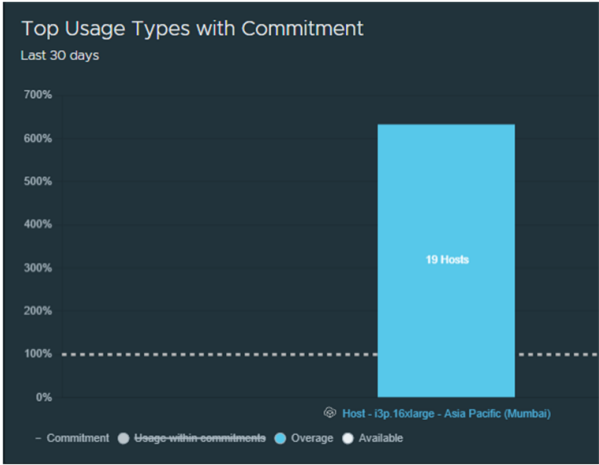 Top Usage Types with Commitment
Last 30 days
700%
600%
500%
400%
300%
200%
100%
0%
19 Hosts
Host - i3p.16xlarge - Asia Pacific (Mumbai)
Commitment Usage within commitments Overage Available